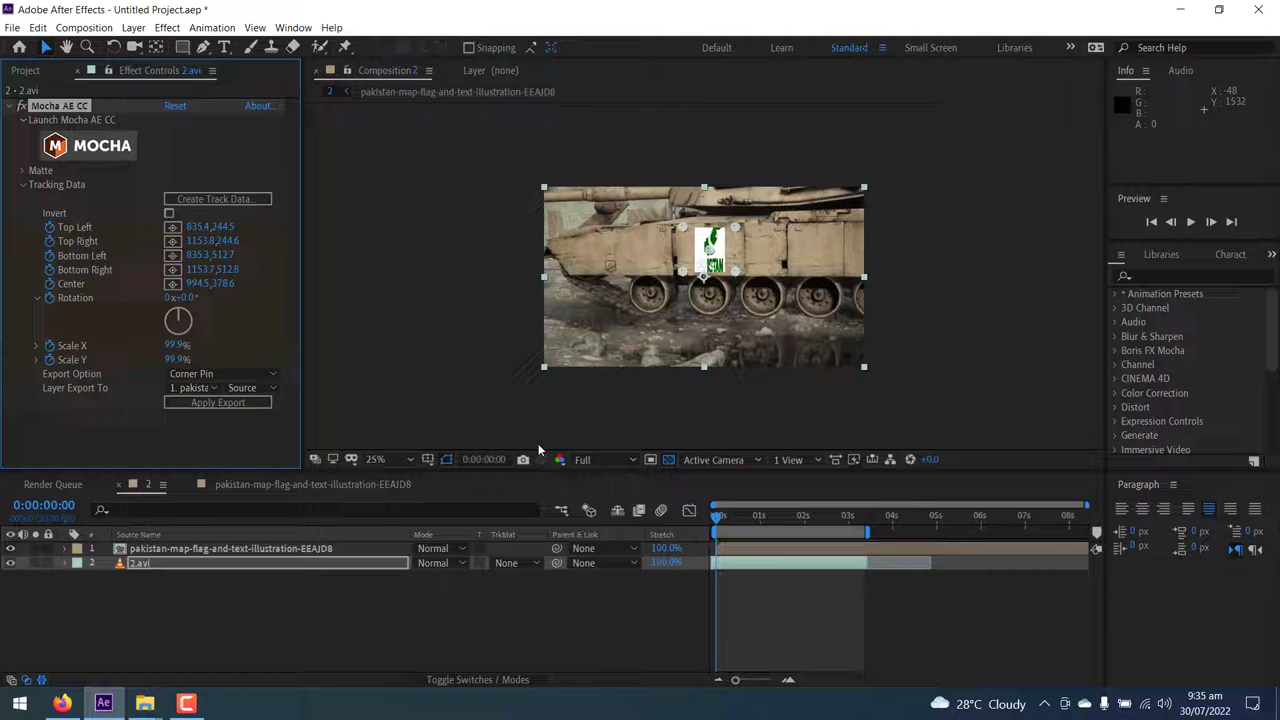 Adobe After Effects - Untitled Project.aep *
File Edit Composition Layer Effect Animation View Window Help
Snapping Default Learn Standard Small Screen Libraries Search Help
Project Effect Controls 2.avi Composition 2 Layer (none) Info Audio
2 • 2.avi
2 pakistan-map-flag-and-text-illustration-EEAJD8
R:
G:
B:
A: 0
X: -48
Y: 1532
fx Mocha AE CC Reset About...
Launch Mocha AE CC
MOCHA
Matte
Tracking Data
Create Track Data...
Invert
Top Left 835.4,244.5
Top Right 1153.8,244.6
Bottom Left 835.3,512.7
Bottom Right 1153.7,512.8
Center 994.5,378.6
Rotation 0x+0.0°
Scale X 99.9%
Scale Y 99.9%
Export Option Corner Pin
Layer Export To 1. pakista Source
Apply Export
Preview
Libraries Charact
* Animation Presets
3D Channel
Audio
Blur & Sharpen
Boris FX Mocha
Channel
CINEMA 4D
Color Correction
Distort
Expression Controls
Generate
Immersive Video
25% 0:00:00:00 Full Active Camera 1 View +0.0
Render Queue 2 pakistan-map-flag-and-text-illustration-EEAJD8
Paragraph
0:00:00:00
01s 02s 03s 04s 05s 06s 07s 08s
# Source Name Mode T TrkMat Parent & Link Stretch
1 pakistan-map-flag-and-text-illustration-EEAJD8 Normal None 100.0%
2 2.avi Normal None None 100.0%
0 px 0 px 0 px
0 px 0 px
Toggle Switches / Modes
28°C Cloudy
9:35 am
30/07/2022